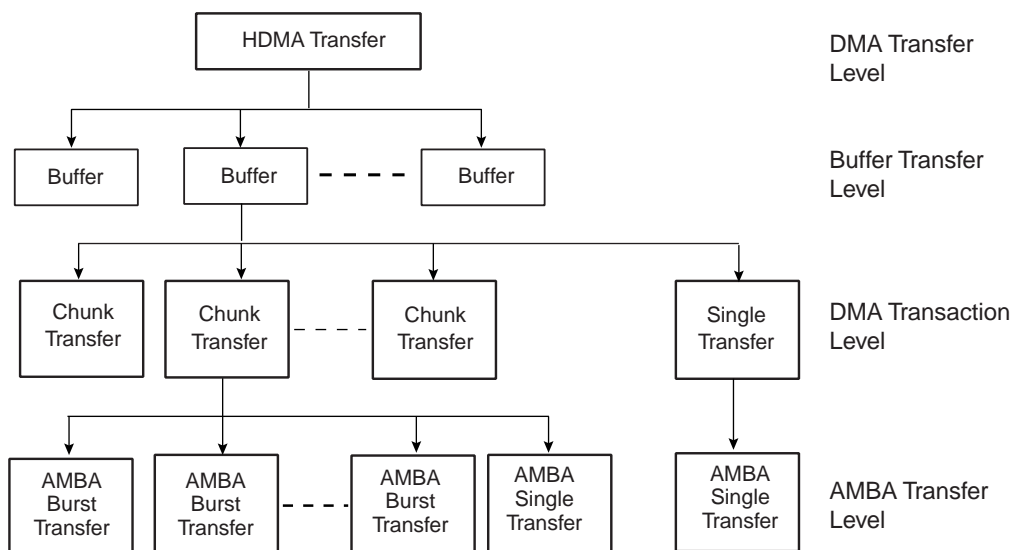 HDMA Transfer
DMA Transfer
Level
Buffer
Buffer
Buffer
Buffer Transfer
Level
Chunk
Transfer
Chunk
Transfer
Chunk
Transfer
Single
Transfer
DMA Transaction
Level
AMBA
Burst
Transfer
AMBA
Burst
Transfer
AMBA
Burst
Transfer
AMBA
Single
Transfer
AMBA
Single
Transfer
AMBA Transfer
Level